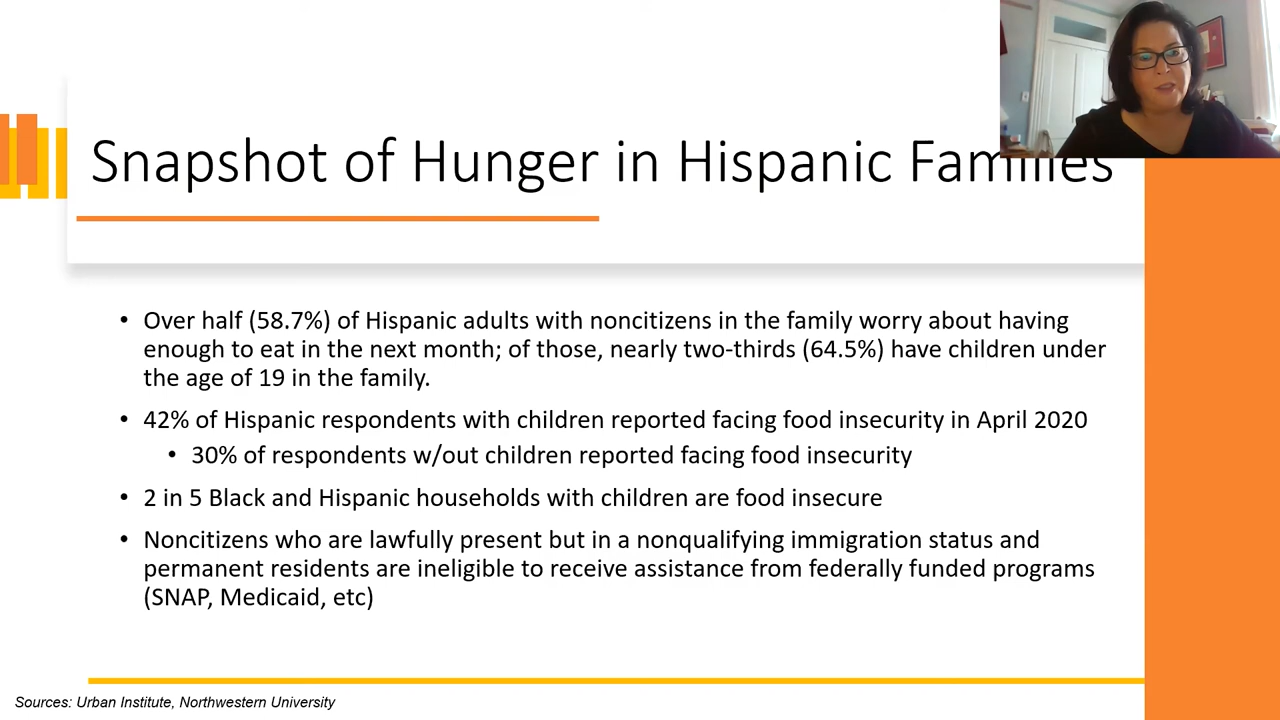 Snapshot of Hunger in Hispanic Families
• Over half (58.7%) of Hispanic adults with noncitizens in the family worry about having
enough to eat in the next month; of those, nearly two-thirds (64.5%) have children under
the age of 19 in the family.
• 42% of Hispanic respondents with children reported facing food insecurity in April 2020
• 30% of respondents w/out children reported facing food insecurity
• 2 in 5 Black and Hispanic households with children are food insecure
• Noncitizens who are lawfully present but in a nonqualifying immigration status and
permanent residents are ineligible to receive assistance from federally funded programs
(SNAP, Medicaid, etc)
Sources: Urban Institute, Northwestern University